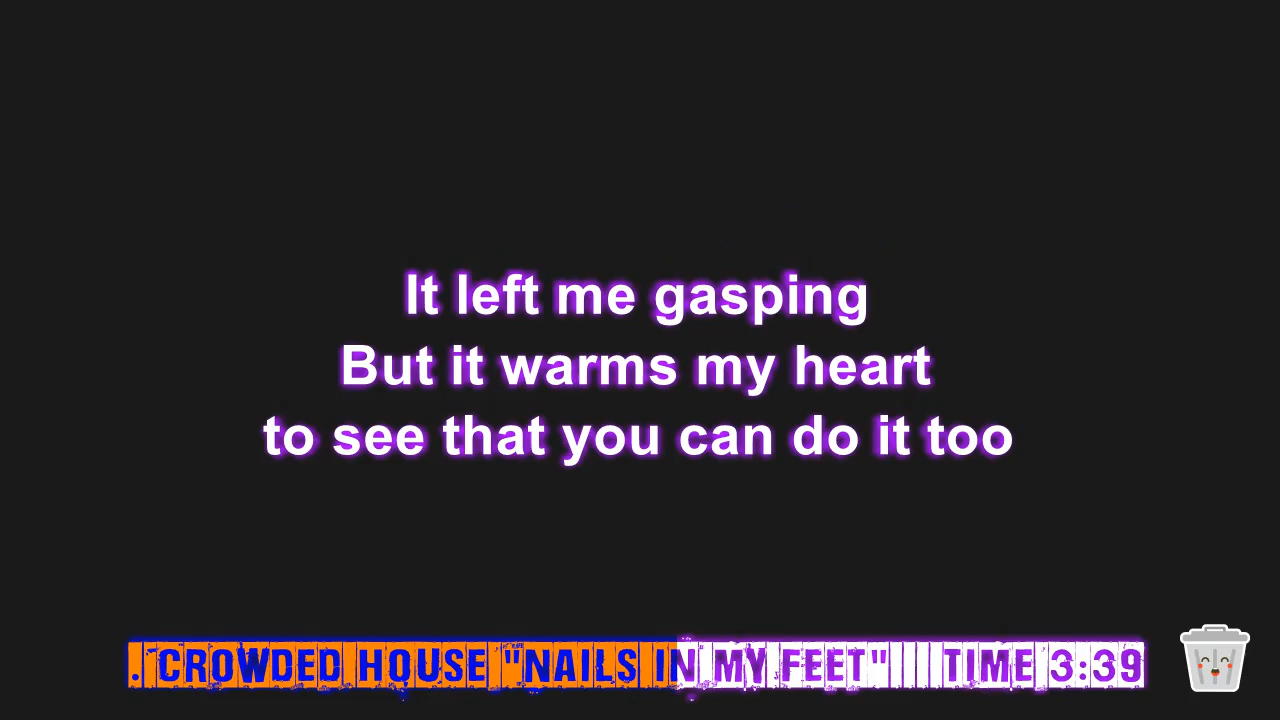 It left me gasping
But it warms my heart
to see that you can do it too
. CROWDED HOUSE "NAILS IN MY FEET" TIME 3:39